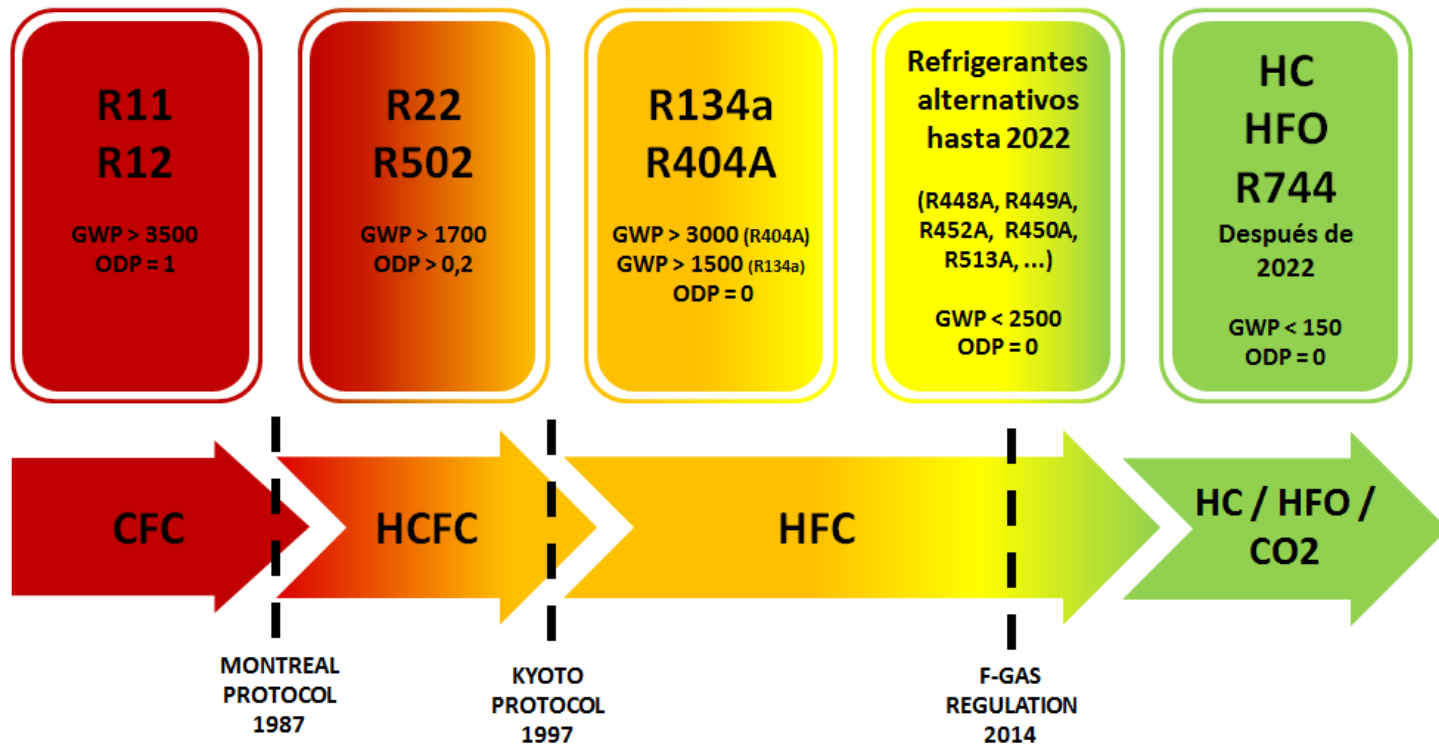 R11
R12
GWP > 3500
ODP = 1
R22
R502
GWP > 1700
ODP > 0,2
R134a
R404A
GWP > 3000 (R404A)
GWP > 1500 (R134a)
ODP = 0
Refrigerantes
alternativos
hasta 2022
(R448A, R449A,
R452A, R450A,
R513A, ...)
GWP < 2500
ODP = 0
HC
HFO
R744
Después de
2022
GWP < 150
ODP = 0
CFC
HCFC
HFC
HC / HFO /
CO2
MONTREAL
PROTOCOL
1987
KYOTO
PROTOCOL
1997
F-GAS
REGULATION
2014